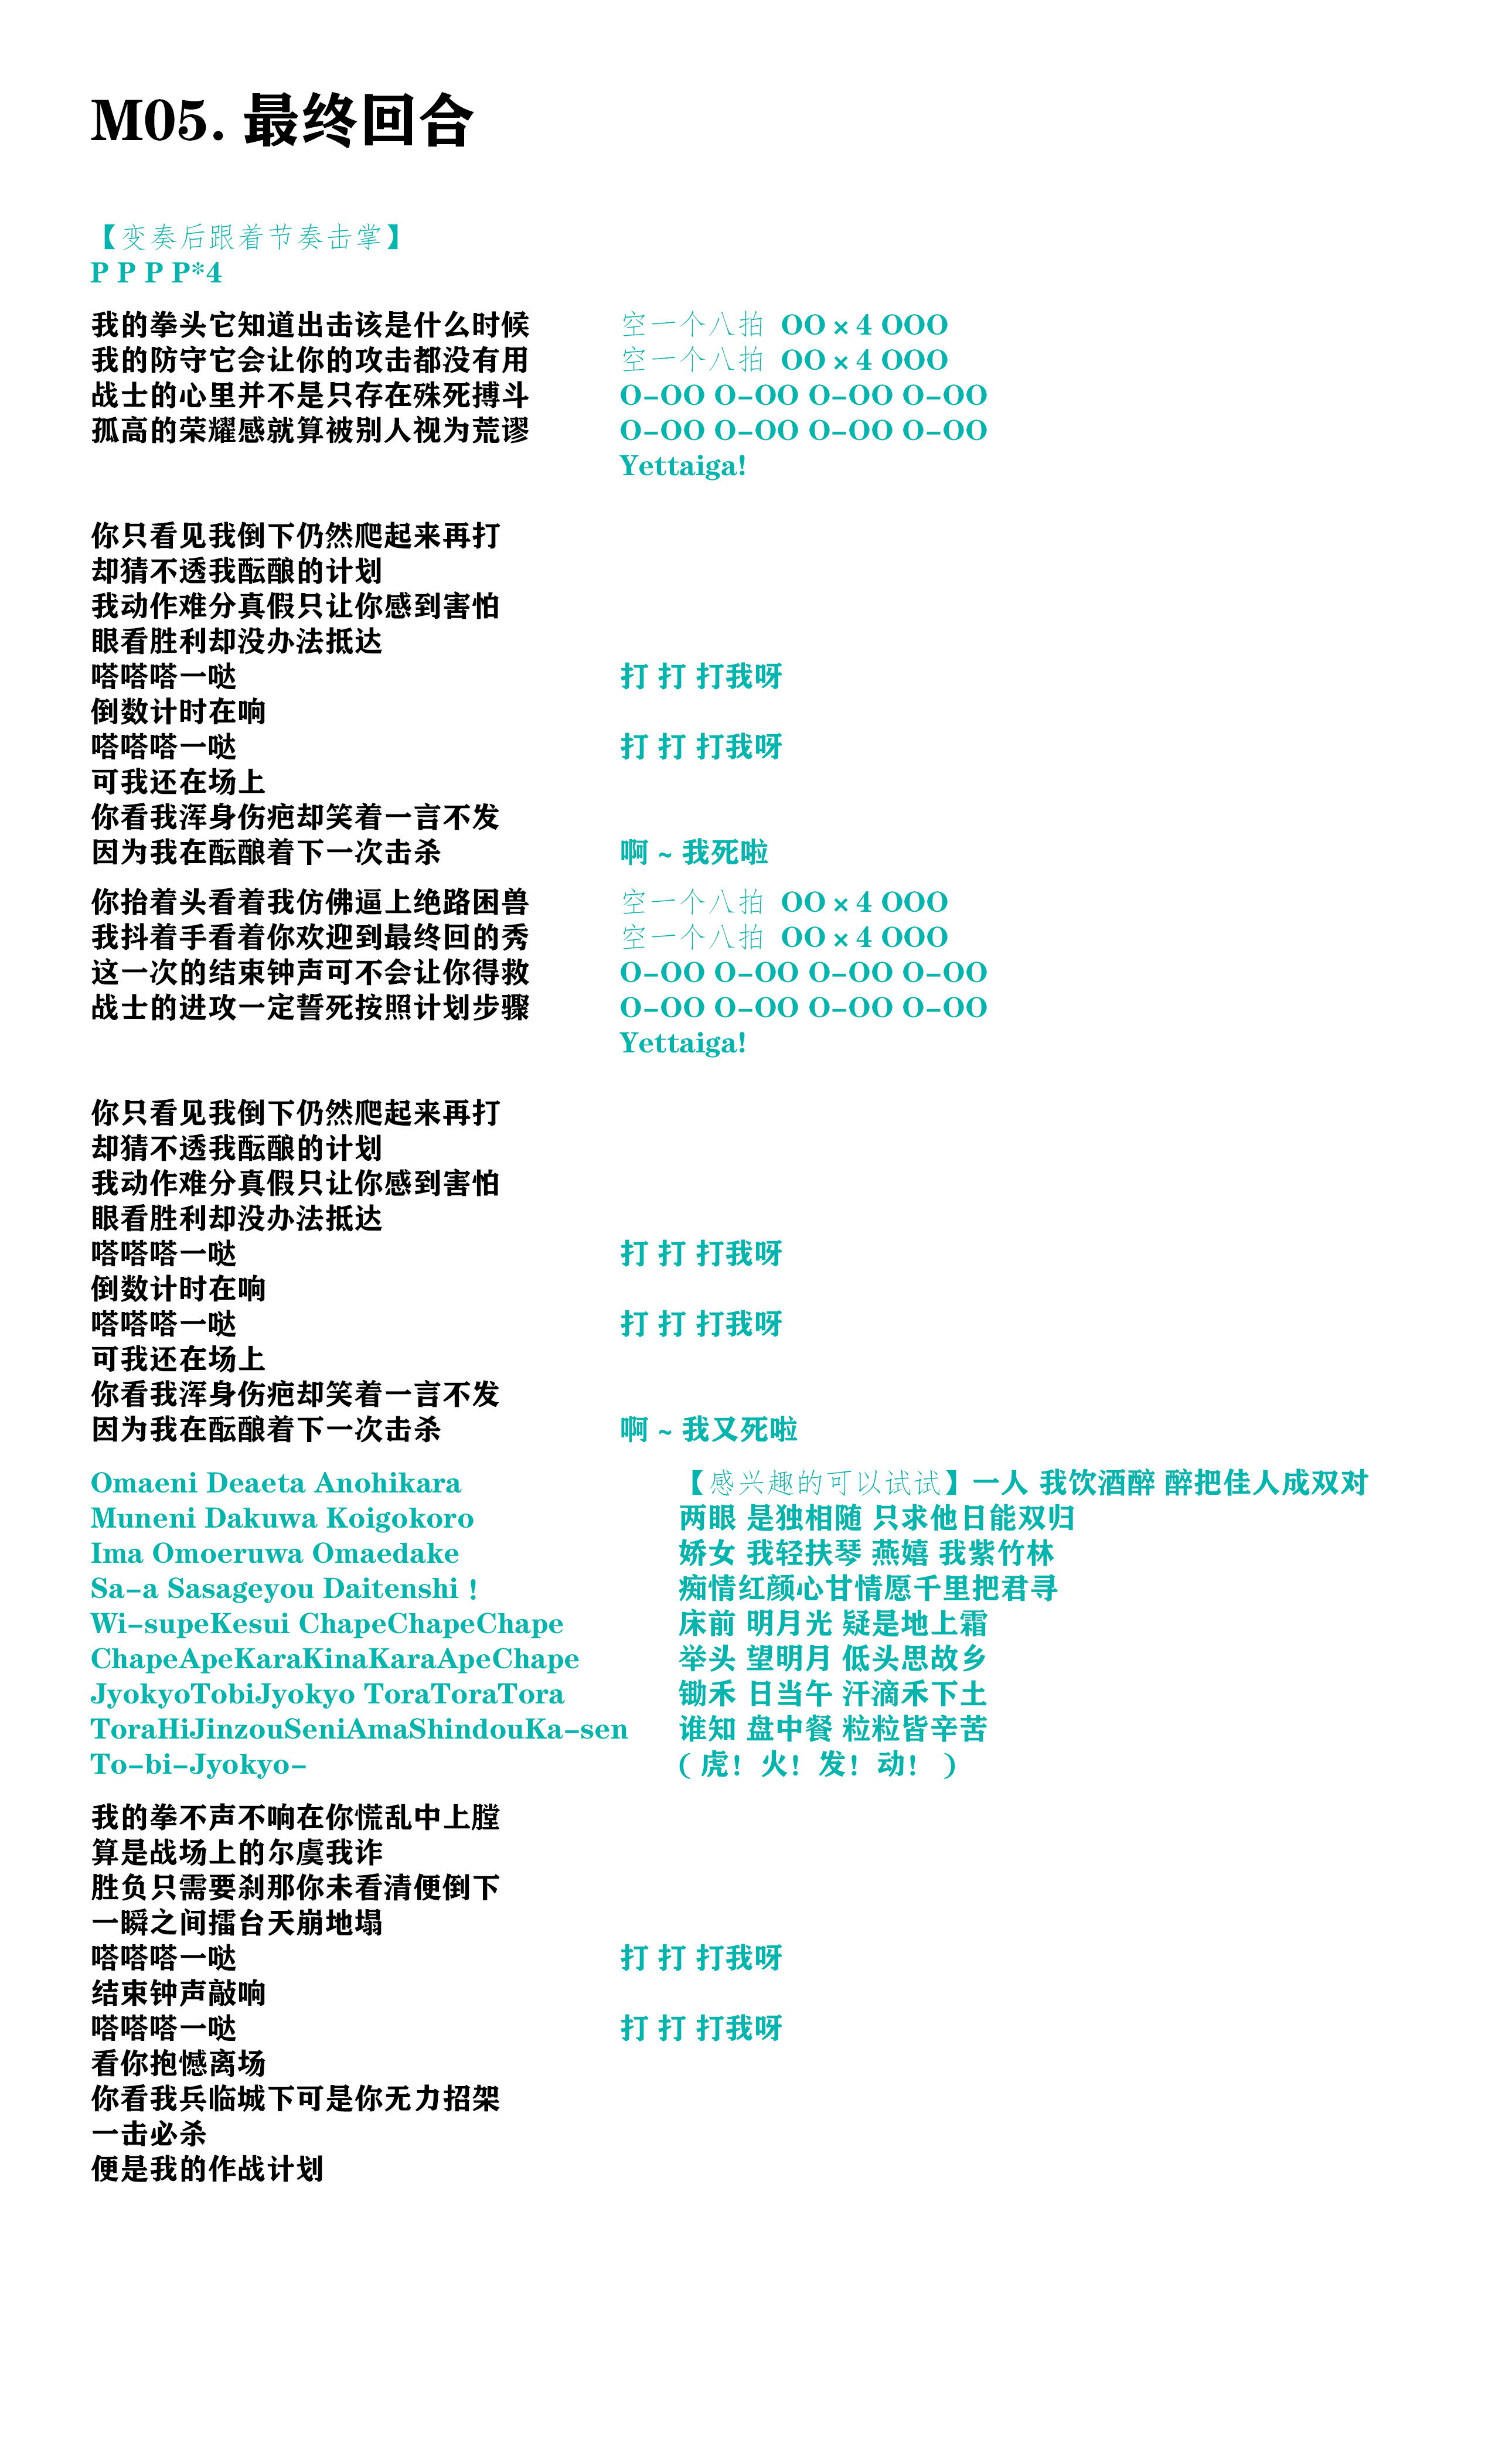 M05. 最终回合
【变奏后跟着节奏击掌】
P P P P*4
我的拳头它知道出击该是什么时候 空一个八拍 OO × 4 OOO
我的防守它会让你的攻击都没有用 空一个八拍 OO × 4 OOO
战士的心里并不是只存在殊死搏斗 O-OO O-OO O-OO O-OO
孤高的荣耀感就算被别人视为荒谬 O-OO O-OO O-OO O-OO
Yettaiga!
你只看见我倒下仍然爬起来再打
却猜不透我酝酿的计划
我动作难分真假只让你感到害怕
眼看胜利却没办法抵达
嗒嗒嗒一哒 打 打 打我呀
倒数计时在响
嗒嗒嗒一哒 打 打 打我呀
可我还在场上
你看我浑身伤疤却笑着一言不发
因为我在酝酿着下一次击杀 啊 ~ 我死啦
你抬着头看着我仿佛逼上绝路困兽 空一个八拍 OO × 4 OOO
我抖着手看着你欢迎到最终回的秀 空一个八拍 OO × 4 OOO
这一次的结束钟声可不会让你得救 O-OO O-OO O-OO O-OO
战士的进攻一定誓死按照计划步骤 O-OO O-OO O-OO O-OO
Yettaiga!
你只看见我倒下仍然爬起来再打
却猜不透我酝酿的计划
我动作难分真假只让你感到害怕
眼看胜利却没办法抵达
嗒嗒嗒一哒 打 打 打我呀
倒数计时在响
嗒嗒嗒一哒 打 打 打我呀
可我还在场上
你看我浑身伤疤却笑着一言不发
因为我在酝酿着下一次击杀 啊 ~ 我又死啦
Omaeni Deaeta Anohikara 【感兴趣的可以试试】一人 我饮酒醉 醉把佳人成双对
Muneni Dakuwa Koigokoro 两眼 是独相随 只求他日能双归
Ima Omoeruwa Omaedake 娇女 我轻扶琴 燕嬉 我紫竹林
Sa-a Sasageyou Daitenshi ! 痴情红颜心甘情愿千里把君寻
Wi-supeKesui ChapeChapeChape 床前 明月光 疑是地上霜
ChapeApeKaraKinaKaraApeChape 举头 望明月 低头思故乡
JyokyoTobiJyokyo ToraToraTora 锄禾 日当午 汗滴禾下土
ToraHiJinzouSeniAmaShindouKa-sen 谁知 盘中餐 粒粒皆辛苦
To-bi-Jyokyo- ( 虎！火！发！动！ )
我的拳不声不响在你慌乱中上膛
算是战场上的尔虞我诈
胜负只需要刹那你未看清便倒下
一瞬之间擂台天崩地塌
嗒嗒嗒一哒 打 打 打我呀
结束钟声敲响
嗒嗒嗒一哒 打 打 打我呀
看你抱憾离场
你看我兵临城下可是你无力招架
一击必杀
便是我的作战计划